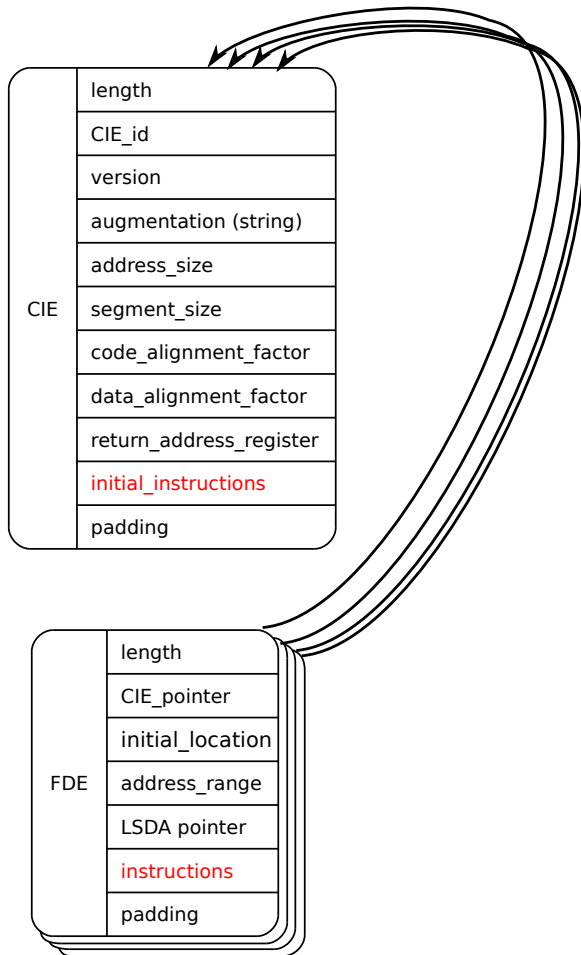 CIE
length
CIE_id
version
augmentation (string)
address_size
segment_size
code_alignment_factor
data_alignment_factor
return_address_register
initial_instructions
padding
FDE
length
CIE_pointer
initial_location
address_range
LSDA pointer
instructions
padding